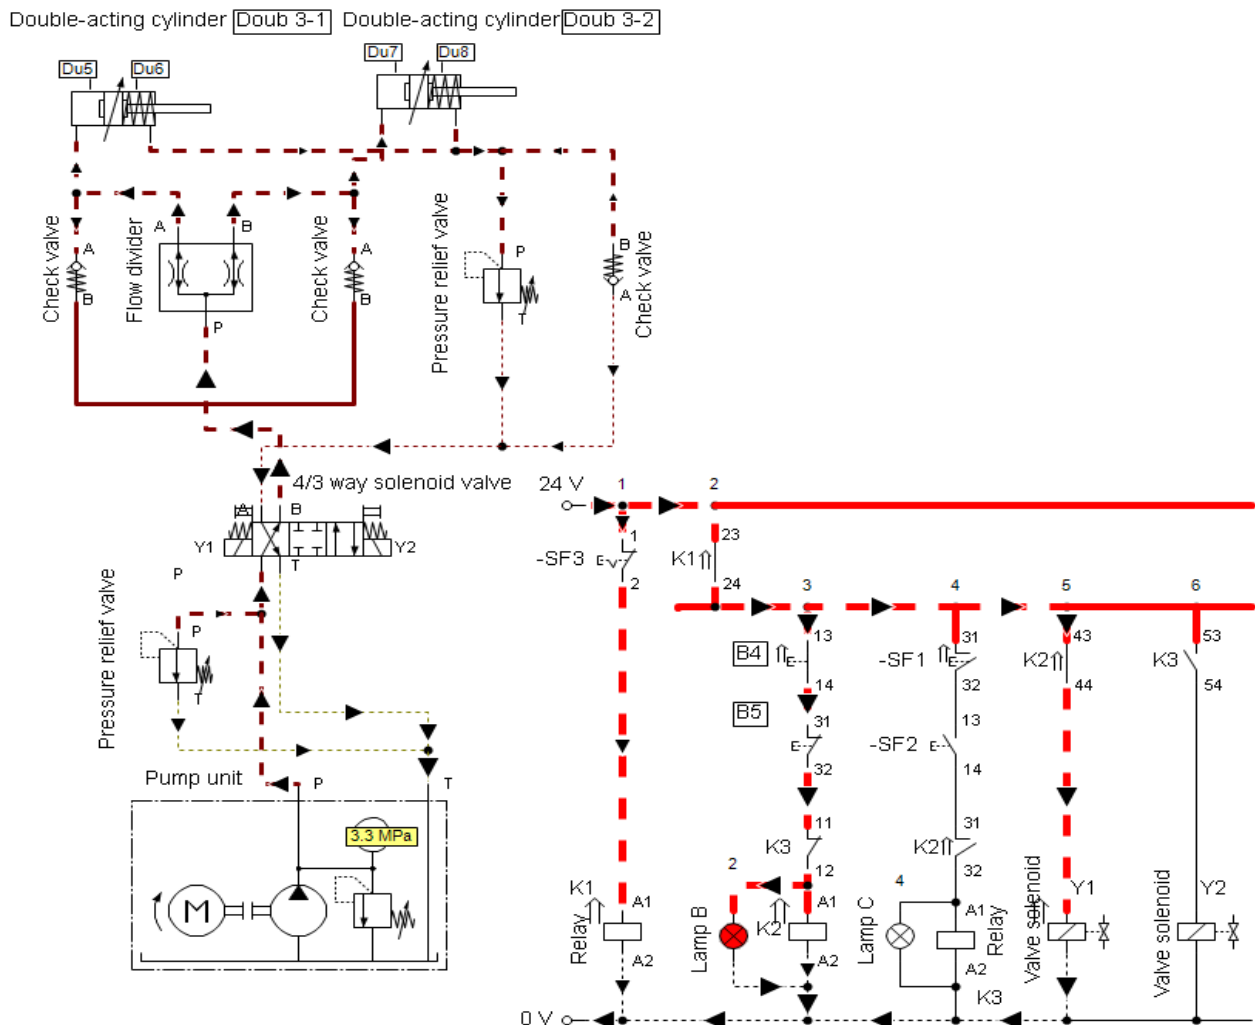 Double-acting cylinder Doub 3-1 Double-acting cylinder Doub 3-2
Du5 Du6
Du7 Du8
Check valve
A
B
Flow divider
A B
P
Check valve
A
B
Pressure relief valve
P
T
B
A
Check valve
4/3 way solenoid valve
A B
Y1 Y2
T
P
Pressure relief valve
P
T
Pump unit
P T
3.3 MPa
M
24 V 1 2
1
-SF3
2
23
K1
24
3 4 5 6
13
B4
14
B5
31
32
11
K3
12
31
-SF1
32
13
-SF2
14
31
K2
32
43
K2
44
53
K3
54
K1
A1
Relay
A2
2
Lamp B
A1
K2
A2
4
Lamp C
A1
Relay
A2
K3
Y1
Valve solenoid
Y2
Valve solenoid
0 V